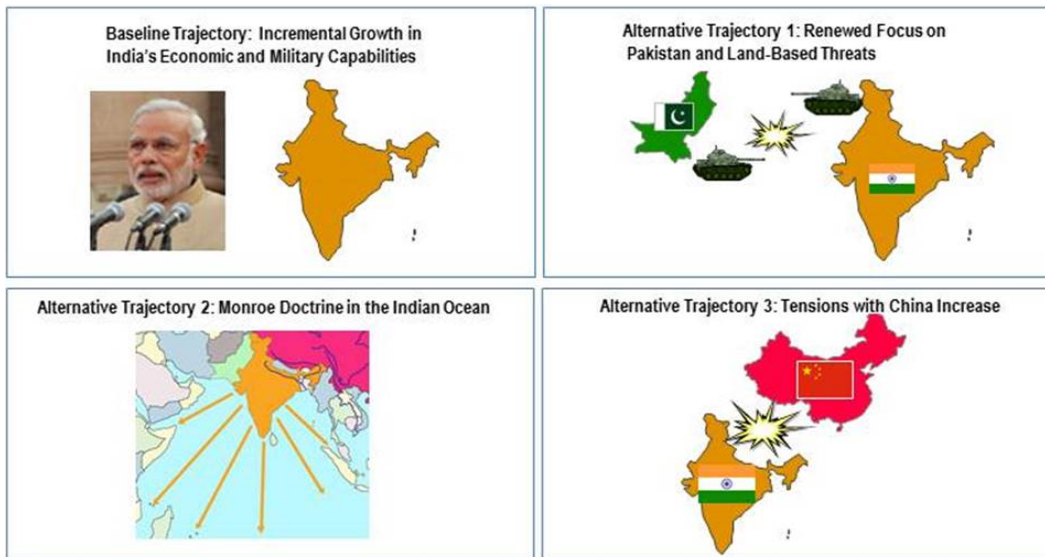 Baseline Trajectory: Incremental Growth in
India's Economic and Military Capabilities
Alternative Trajectory 1: Renewed Focus on
Pakistan and Land-Based Threats
Alternative Trajectory 2: Monroe Doctrine in the Indian Ocean
Alternative Trajectory 3: Tensions with China Increase